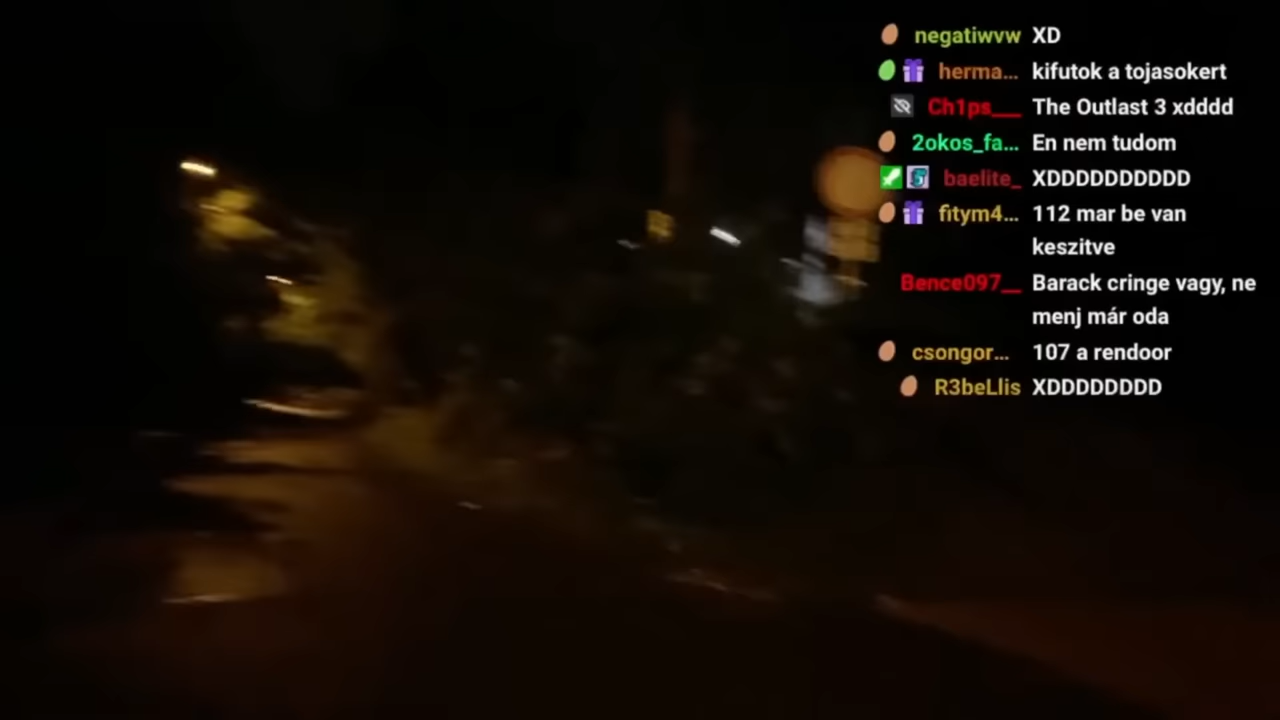 negatiwvw XD
herma... kifutok a tojasokert
Ch1ps___ The Outlast 3 xdddd
2okos_fa... En nem tudom
baelite_ XDDDDDDDDDD
fitym4... 112 mar be van
keszitve
Bence097__ Barack cringe vagy, ne
menj már oda
csongor... 107 a rendoor
R3beLlis XDDDDDDDD